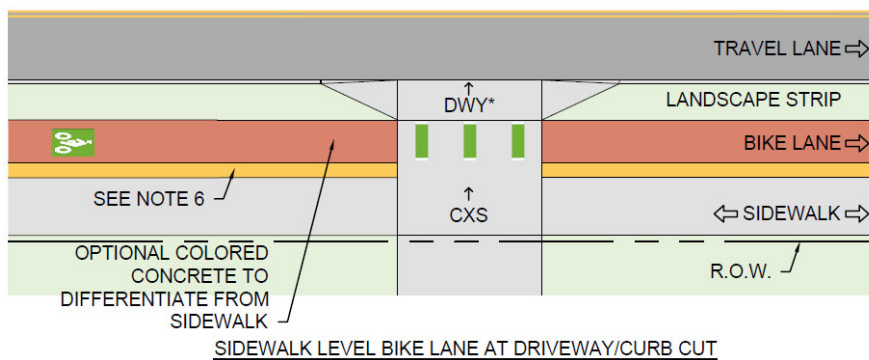 TRAVEL LANE
DWY*
LANDSCAPE STRIP
BIKE LANE
SEE NOTE 6
CXS
SIDEWALK
OPTIONAL COLORED
CONCRETE TO
DIFFERENTIATE FROM
SIDEWALK
R.O.W.
SIDEWALK LEVEL BIKE LANE AT DRIVEWAY/CURB CUT